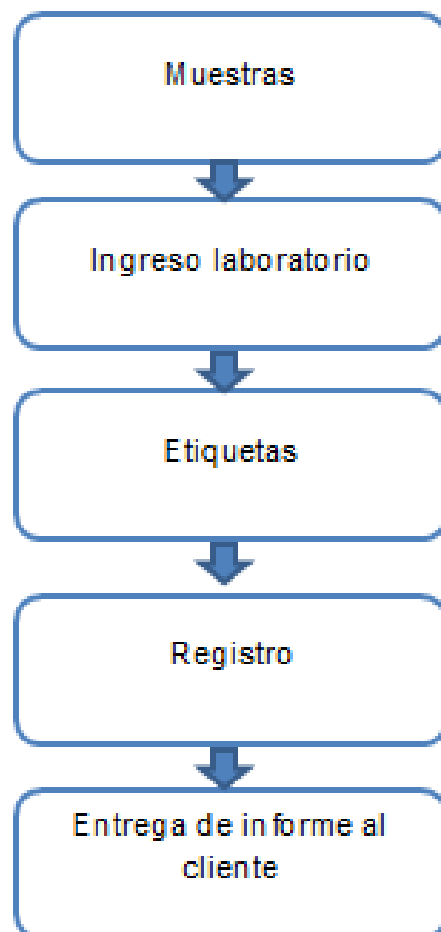 Muestras
Ingreso laboratorio
Etiquetas
Registro
Entrega de informe al
cliente